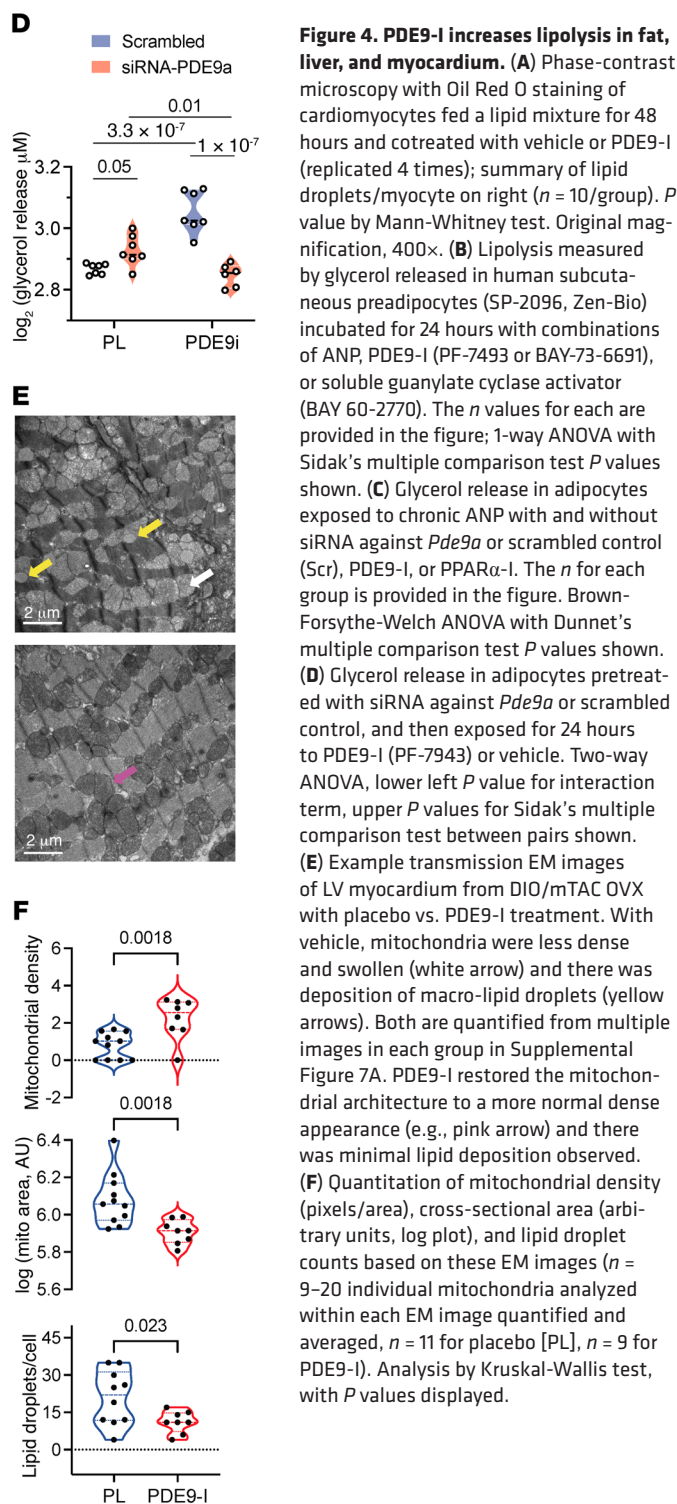 D
Scrambled
siRNA-PDE9a
0.01
3.3 × 10-7
1 × 10-7
0.05
3.2
3.0
2.8
log2 (glycerol release μM)
PL
PDE9i
E
2 μm
2 μm
F
0.0018
6
4
2
0
-2
Mitochondrial density
0.0018
6.4
6.2
6.0
5.8
5.6
log (mito area, AU)
0.023
45
30
15
0
Lipid droplets/cell
PL
PDE9-I
Figure 4. PDE9-I increases lipolysis in fat,
liver, and myocardium. (A) Phase-contrast
microscopy with Oil Red O staining of
cardiomyocytes fed a lipid mixture for 48
hours and cotreated with vehicle or PDE9-I
(replicated 4 times); summary of lipid
droplets/myocyte on right (n = 10/group). P
value by Mann-Whitney test. Original mag-
nification, 400×. (B) Lipolysis measured
by glycerol released in human subcuta-
neous preadipocytes (SP-2096, Zen-Bio)
incubated for 24 hours with combinations
of ANP, PDE9-I (PF-7493 or BAY-73-6691),
or soluble guanylate cyclase activator
(BAY 60-2770). The n values for each are
provided in the figure; 1-way ANOVA with
Sidak's multiple comparison test P values
shown. (C) Glycerol release in adipocytes
exposed to chronic ANP with and without
siRNA against Pde9a or scrambled control
(Scr), PDE9-I, or PPARα-I. The n for each
group is provided in the figure. Brown-
Forsythe-Welch ANOVA with Dunnet's
multiple comparison test P values shown.
(D) Glycerol release in adipocytes pretreat-
ed with siRNA against Pde9a or scrambled
control, and then exposed for 24 hours
to PDE9-I (PF-7943) or vehicle. Two-way
ANOVA, lower left P value for interaction
term, upper P values for Sidak's multiple
comparison test between pairs shown.
(E) Example transmission EM images
of LV myocardium from DIO/mTAC OVX
with placebo vs. PDE9-I treatment. With
vehicle, mitochondria were less dense
and swollen (white arrow) and there was
deposition of macro-lipid droplets (yellow
arrows). Both are quantified from multiple
images in each group in Supplemental
Figure 7A. PDE9-I restored the mitochon-
drial architecture to a more normal dense
appearance (e.g., pink arrow) and there
was minimal lipid deposition observed.
(F) Quantitation of mitochondrial density
(pixels/area), cross-sectional area (arbi-
trary units, log plot), and lipid droplet
counts based on these EM images (n =
9–20 individual mitochondria analyzed
within each EM image quantified and
averaged, n = 11 for placebo [PL], n = 9 for
PDE9-I). Analysis by Kruskal-Wallis test,
with P values displayed.